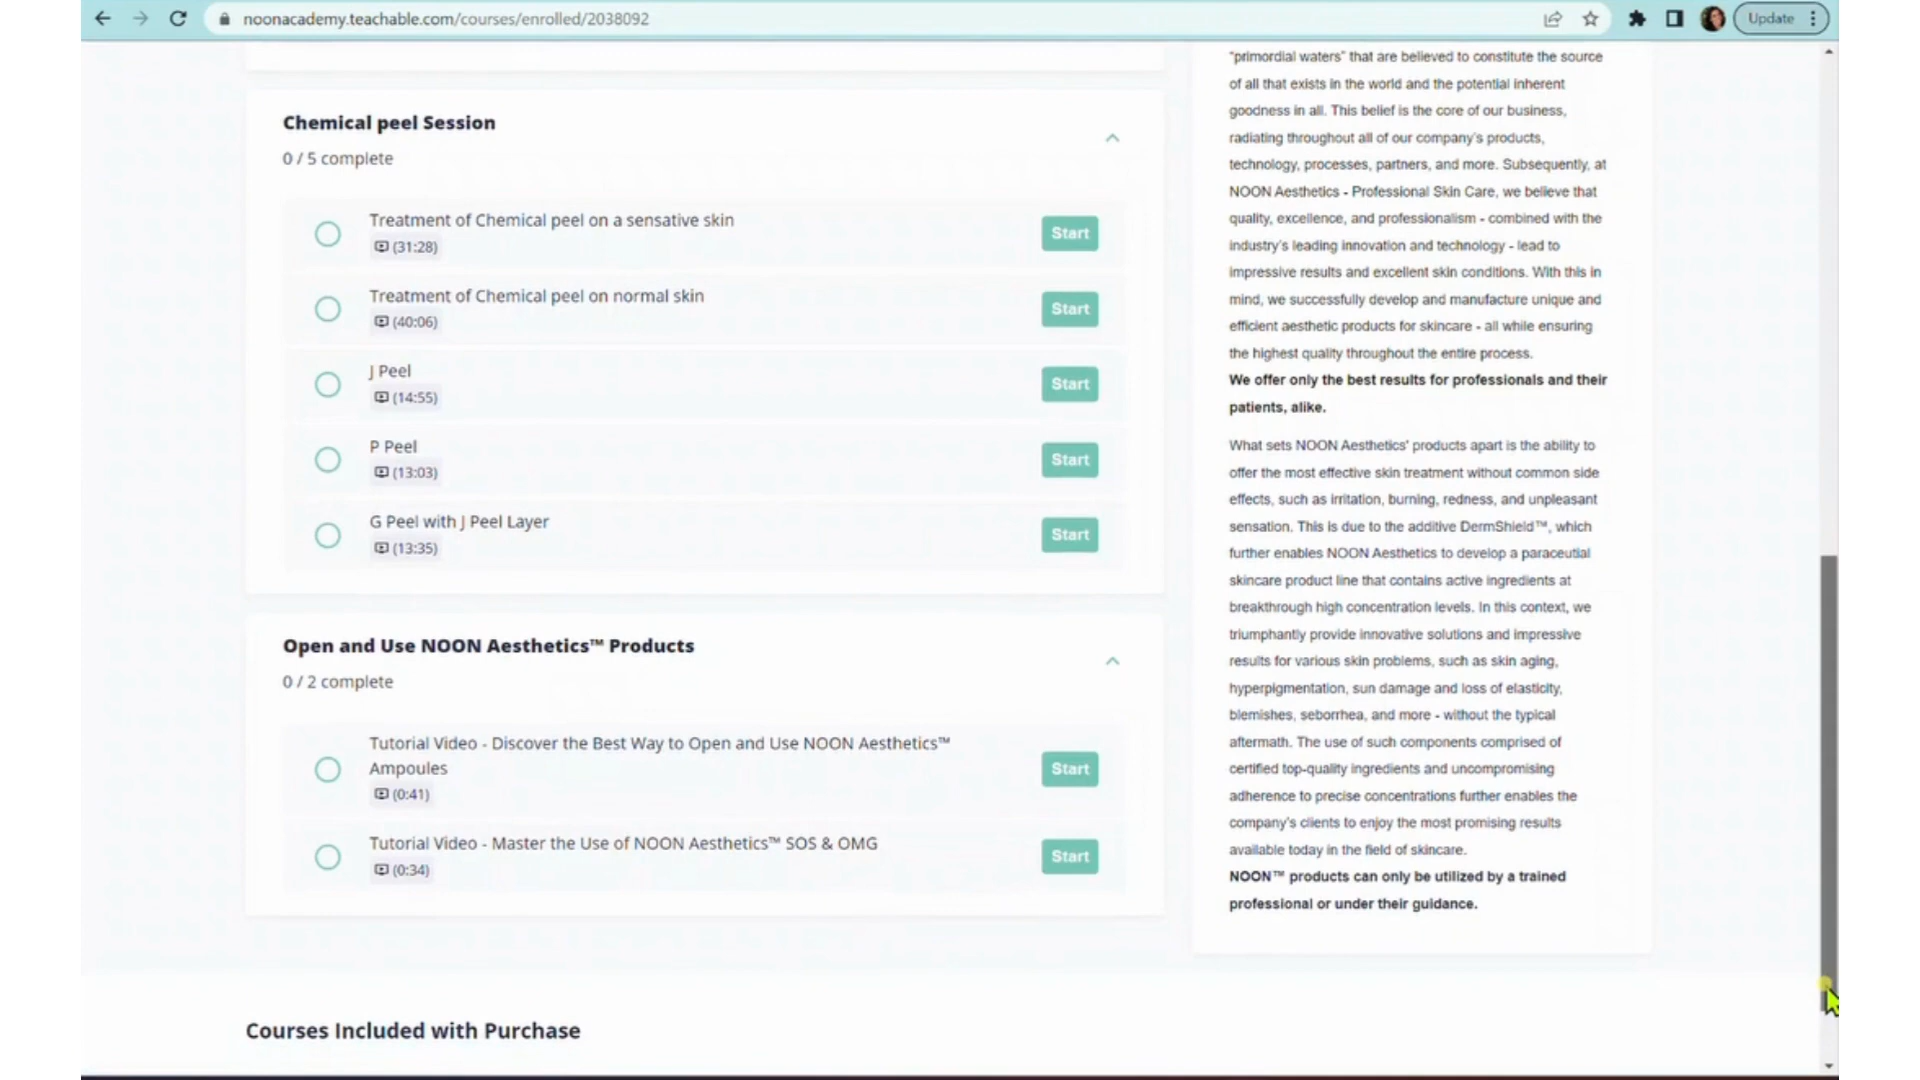 noonacademy.teachable.com/courses/enrolled/2038092
Update
Chemical peel Session
0 / 5 complete
Treatment of Chemical peel on a sensative skin
(31:28)
Start
Treatment of Chemical peel on normal skin
(40:06)
Start
J Peel
(14:55)
Start
P Peel
(13:03)
Start
G Peel with J Peel Layer
(13:35)
Start
Open and Use NOON Aesthetics™ Products
0 / 2 complete
Tutorial Video - Discover the Best Way to Open and Use NOON Aesthetics™
Ampoules
(0:41)
Start
Tutorial Video - Master the Use of NOON Aesthetics™ SOS & OMG
(0:34)
Start
Courses Included with Purchase
"primordial waters" that are believed to constitute the source
of all that exists in the world and the potential inherent
goodness in all. This belief is the core of our business,
radiating throughout all of our company's products,
technology, processes, partners, and more. Subsequently, at
NOON Aesthetics - Professional Skin Care, we believe that
quality, excellence, and professionalism - combined with the
industry's leading innovation and technology - lead to
impressive results and excellent skin conditions. With this in
mind, we successfully develop and manufacture unique and
efficient aesthetic products for skincare - all while ensuring
the highest quality throughout the entire process.
We offer only the best results for professionals and their
patients, alike.
What sets NOON Aesthetics' products apart is the ability to
offer the most effective skin treatment without common side
effects, such as irritation, burning, redness, and unpleasant
sensation. This is due to the additive DermShield™, which
further enables NOON Aesthetics to develop a paraceutial
skincare product line that contains active ingredients at
breakthrough high concentration levels. In this context, we
triumphantly provide innovative solutions and impressive
results for various skin problems, such as skin aging,
hyperpigmentation, sun damage and loss of elasticity,
blemishes, seborrhea, and more - without the typical
aftermath. The use of such components comprised of
certified top-quality ingredients and uncompromising
adherence to precise concentrations further enables the
company's clients to enjoy the most promising results
available today in the field of skincare.
NOON™ products can only be utilized by a trained
professional or under their guidance.